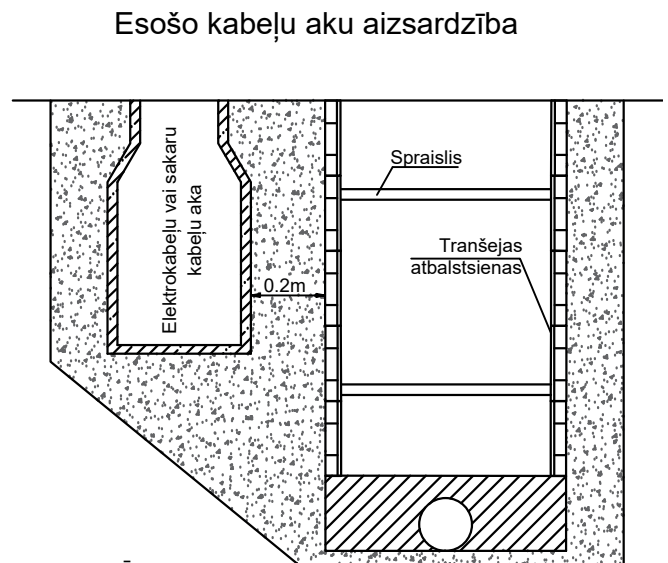 Esošo kabeļu aku aizsardzība
Elektrokabeļu vai sakaru
kabeļu aka
Spraislis
Tranšejas
atbalstsienas
0.2m